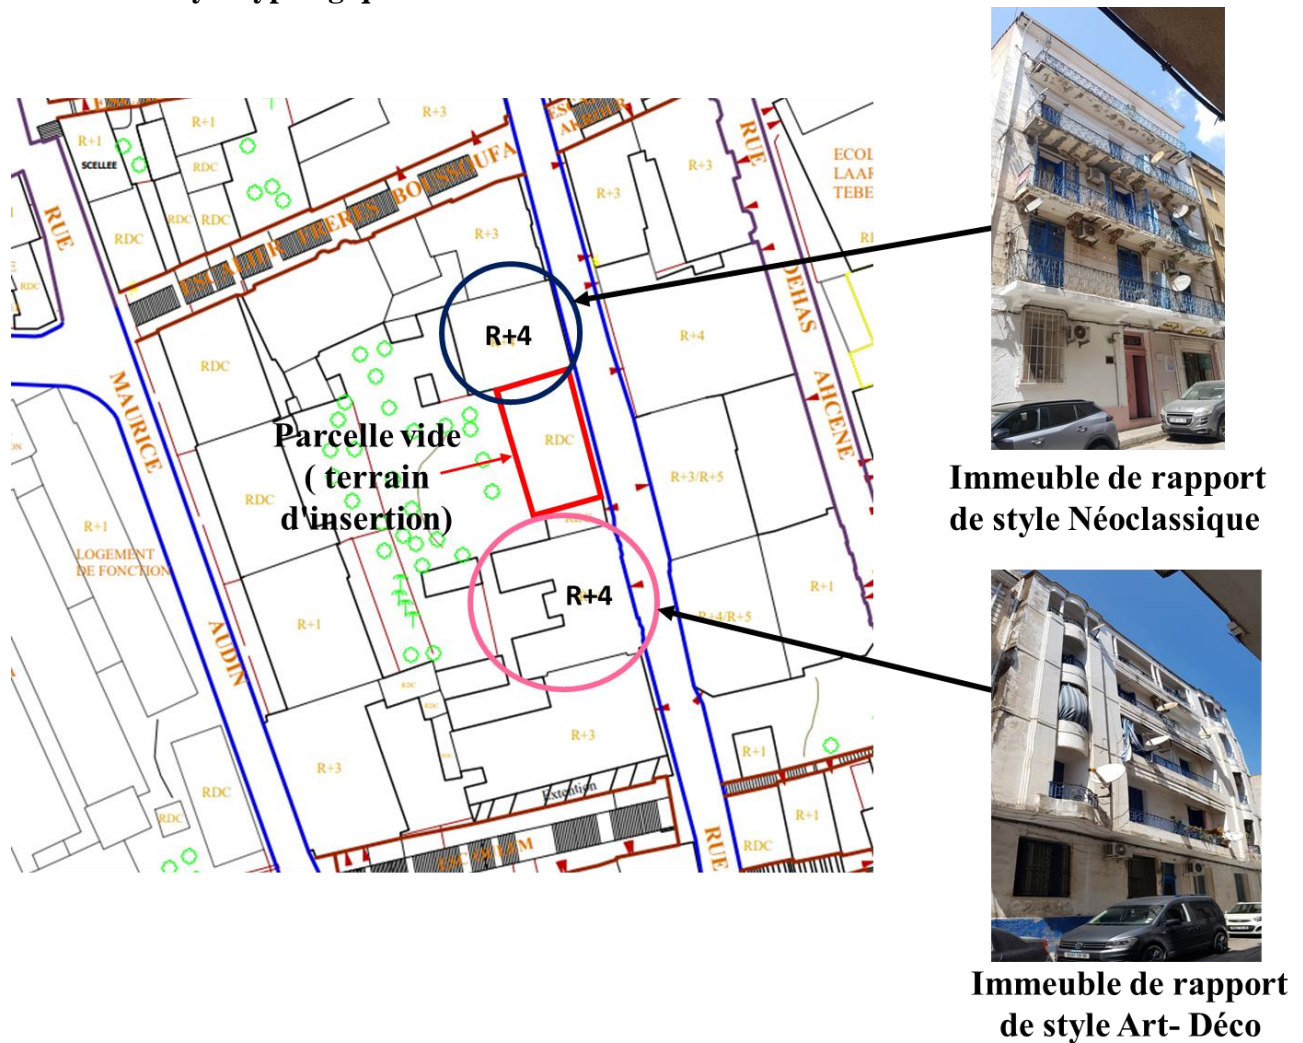 R+3
R+1
R+1
SCELLEE
RDC
RDC
RDC
RDC
RUE
ESCALIER FRERES BOUSSOUFA
R+3
R+3
R+3
RUE
ECOL
LAAR
TEBE
RDC
R+4
RDC
R+4
DEHAS
AHCENE
MAURICE
Parcelle vide
( terrain
d'insertion)
RDC
RDC
R+3/R+5
R+1
LOGEMENT
DE FONCTION
R+1
R+4
R+4/R+5
R+1
AUDIN
RDC
RDC
R+3
R+3
R+1
Extention
RDC
RDC
R+1
RDC
RUE
Immeuble de rapport
de style Néoclassique
Immeuble de rapport
de style Art- Déco